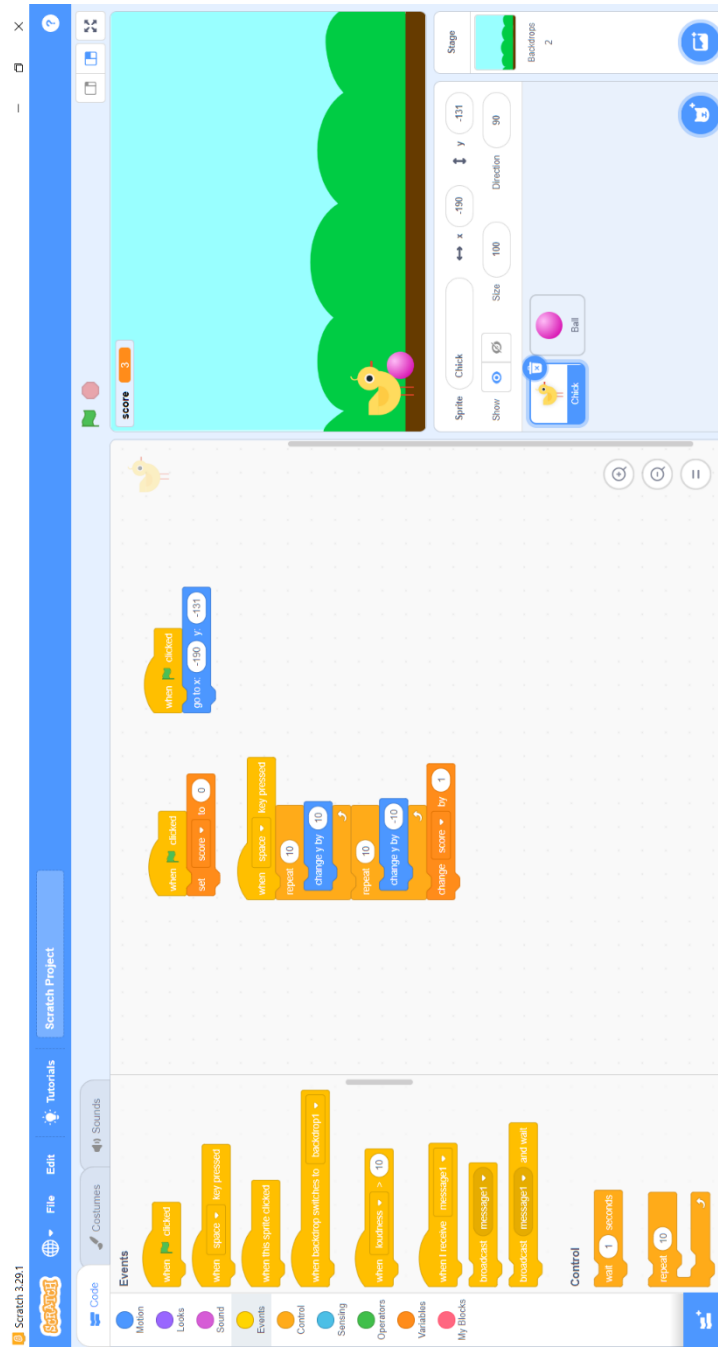 Scratch 3.29.1
SCRATCH
File
Edit
Tutorials
Scratch Project
Code
Costumes
Sounds
Motion
Looks
Sound
Events
Control
Sensing
Operators
Variables
My Blocks
Events
when clicked
when space key pressed
when this sprite clicked
when backdrop switches to backdrop1
when loudness > 10
when I receive message1
broadcast message1
broadcast message1 and wait
Control
wait 1 seconds
repeat 10
when clicked
set score to 0
when space key pressed
repeat 10
change y by 10
repeat 10
change y by -10
change score by 1
when clicked
go to x: -190 y: -131
score 3
Sprite Chick x -190 y -131
Show Size 100 Direction 90
Chick
Ball
Stage
Backdrops
2